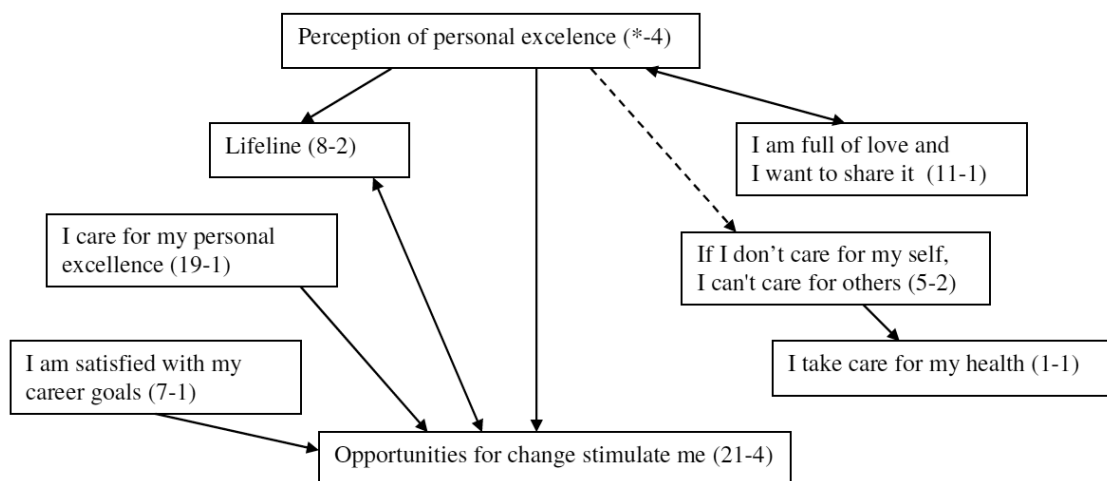 Perception of personal excelence (*-4)
Lifeline (8-2)
I am full of love and
I want to share it (11-1)
I care for my personal
excellence (19-1)
If I don’t care for my self,
I can't care for others (5-2)
I am satisfied with my
career goals (7-1)
I take care for my health (1-1)
Opportunities for change stimulate me (21-4)